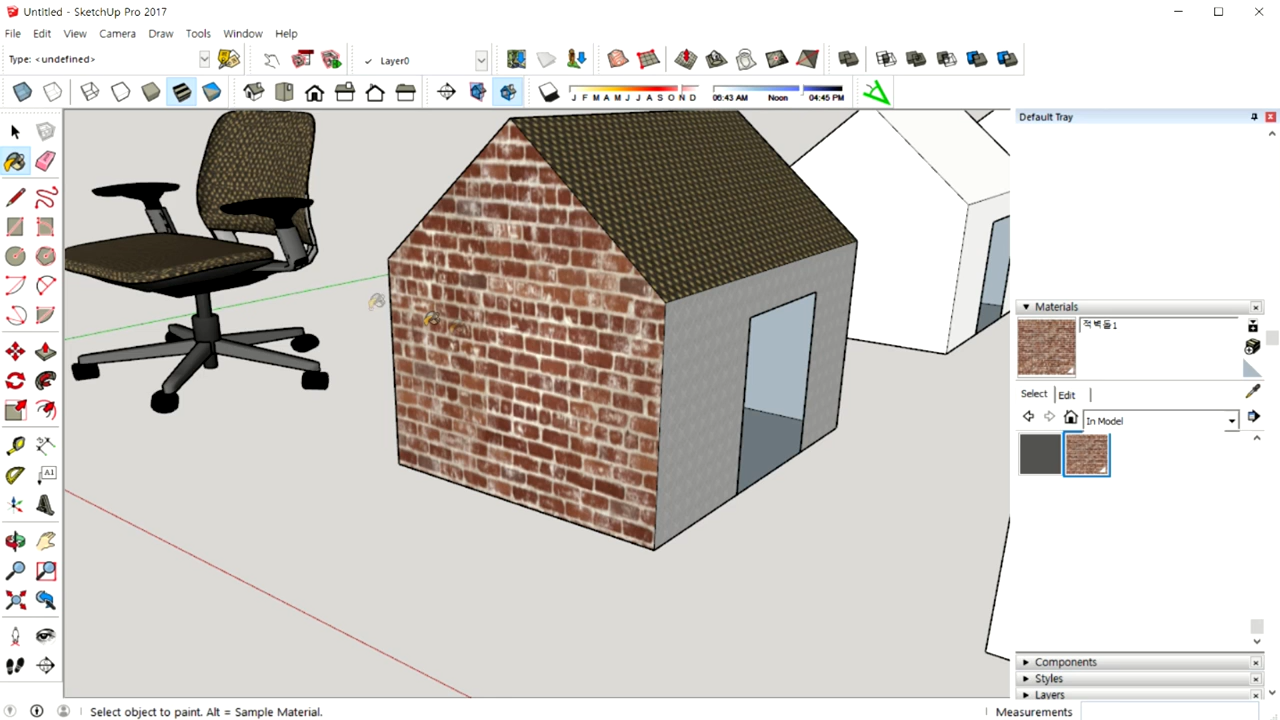 Untitled - SketchUp Pro 2017
File Edit View Camera Draw Tools Window Help
Type: <undefined>
Layer0
J F M A M J J A S O N D
06:43 AM Noon 04:45 PM
Default Tray
Materials
적벽돌1
Select Edit
In Model
A1
Components
Styles
Layers
Select object to paint. Alt = Sample Material.
Measurements